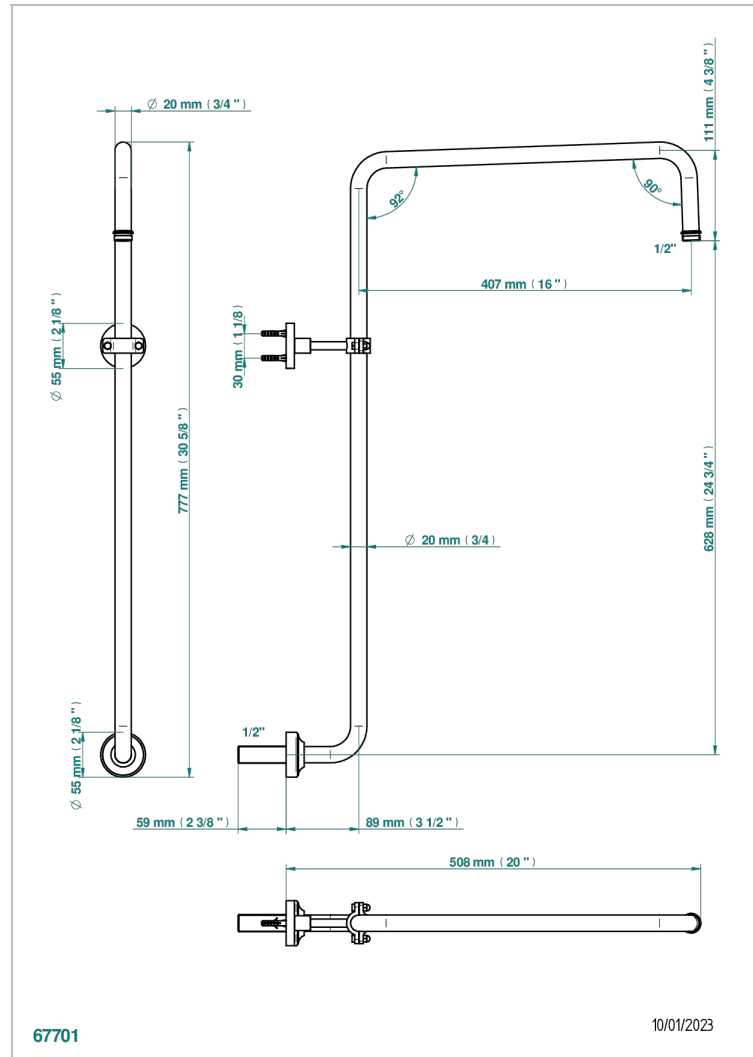 ∅ 20 mm ( 3/4 " )
111 mm ( 4 3/8" )
92°
90°
1/2"
407 mm ( 16 " )
∅ 55 mm ( 2 1/8 " )
30 mm ( 1 1/8)
777 mm ( 30 5/8" )
628 mm ( 24 3/4 " )
∅ 20 mm ( 3/4 )
∅ 55 mm ( 2 1/8" )
1/2"
59 mm ( 2 3/8" )
89 mm ( 3 1/2 " )
508 mm ( 20 " )
67701
10/01/2023